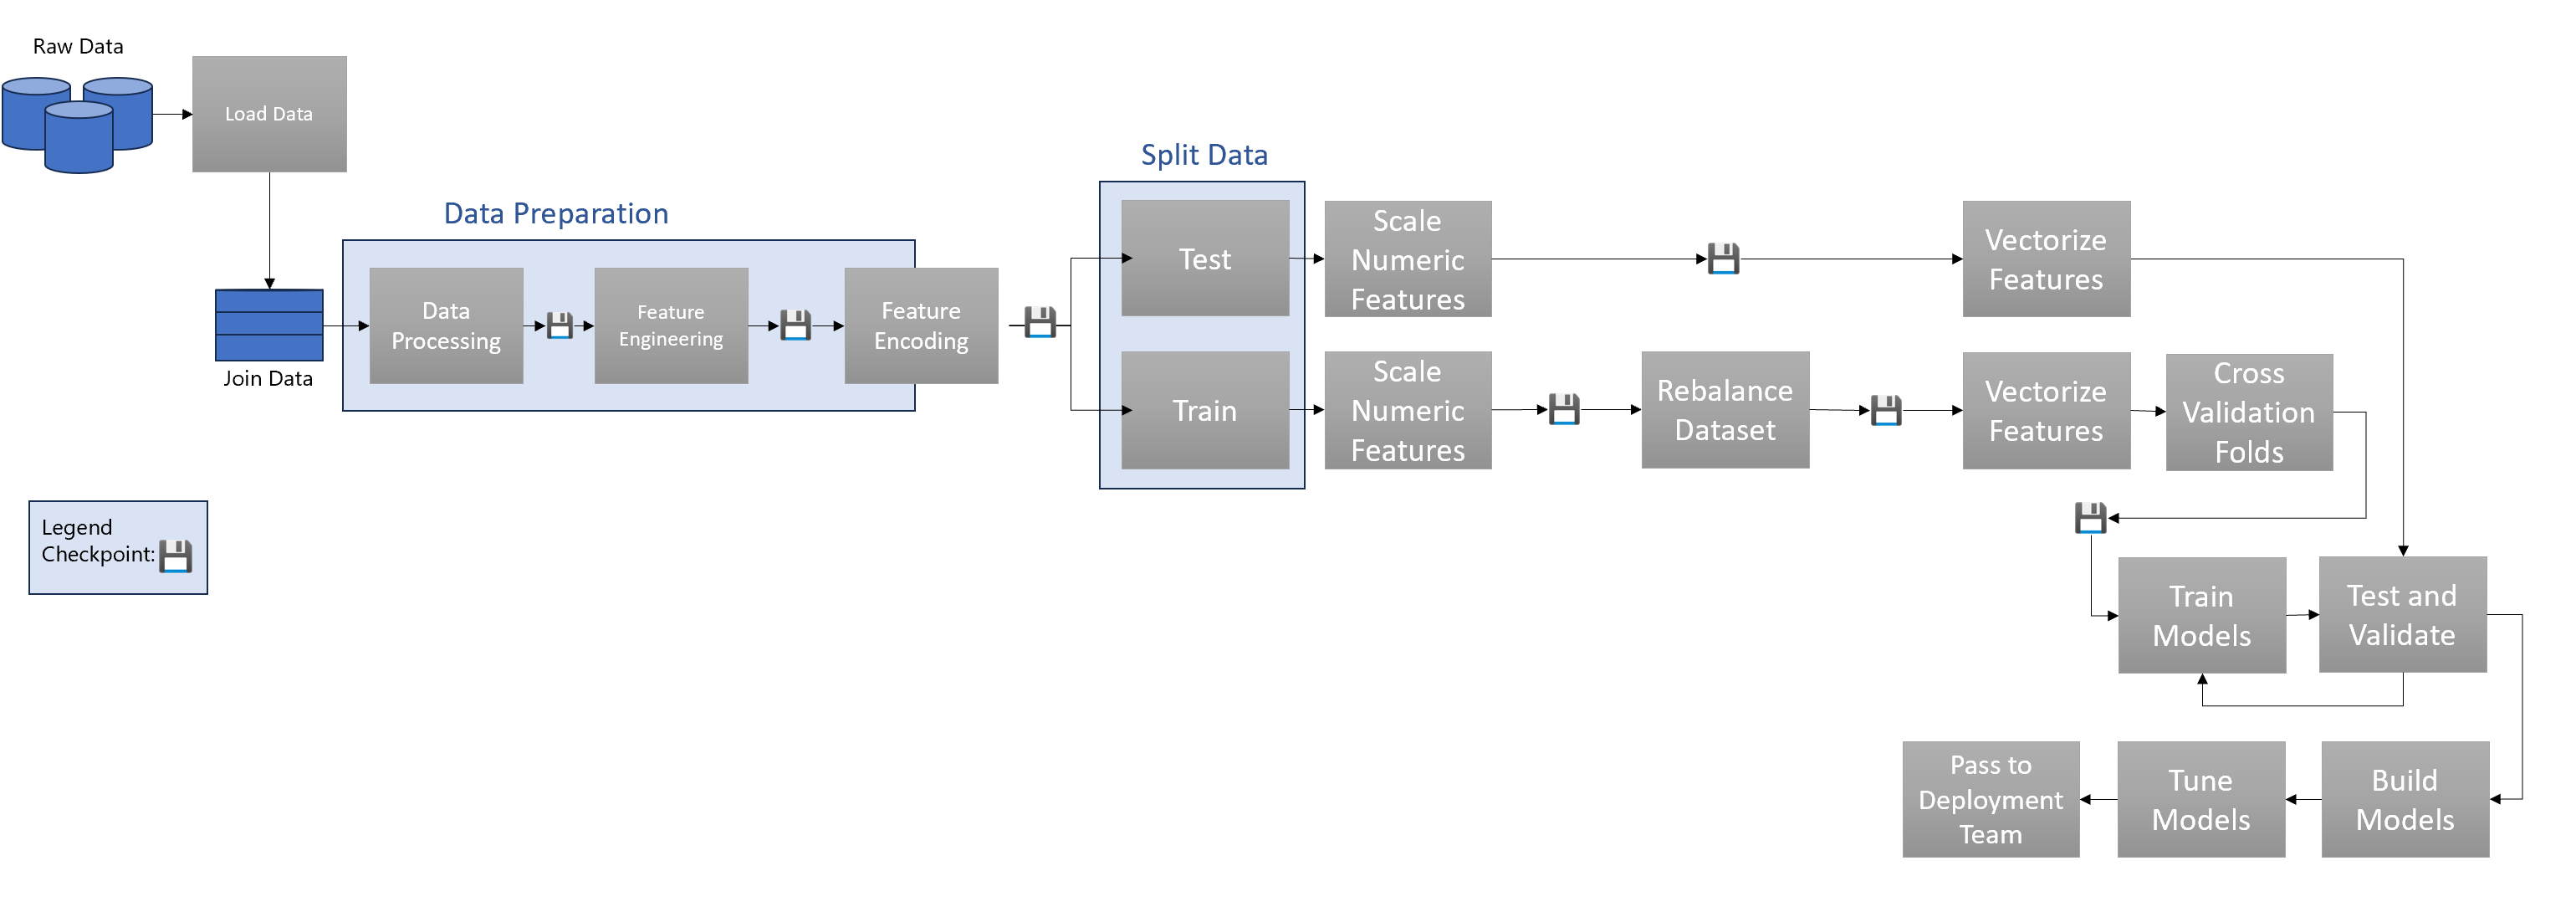 Raw Data
Load Data
Join Data
Data Preparation
Data
Processing
Feature
Engineering
Feature
Encoding
Split Data
Test
Train
Scale
Numeric
Features
Vectorize
Features
Scale
Numeric
Features
Rebalance
Dataset
Vectorize
Features
Cross
Validation
Folds
Legend
Checkpoint:
Train
Models
Test and
Validate
Pass to
Deployment
Team
Tune
Models
Build
Models